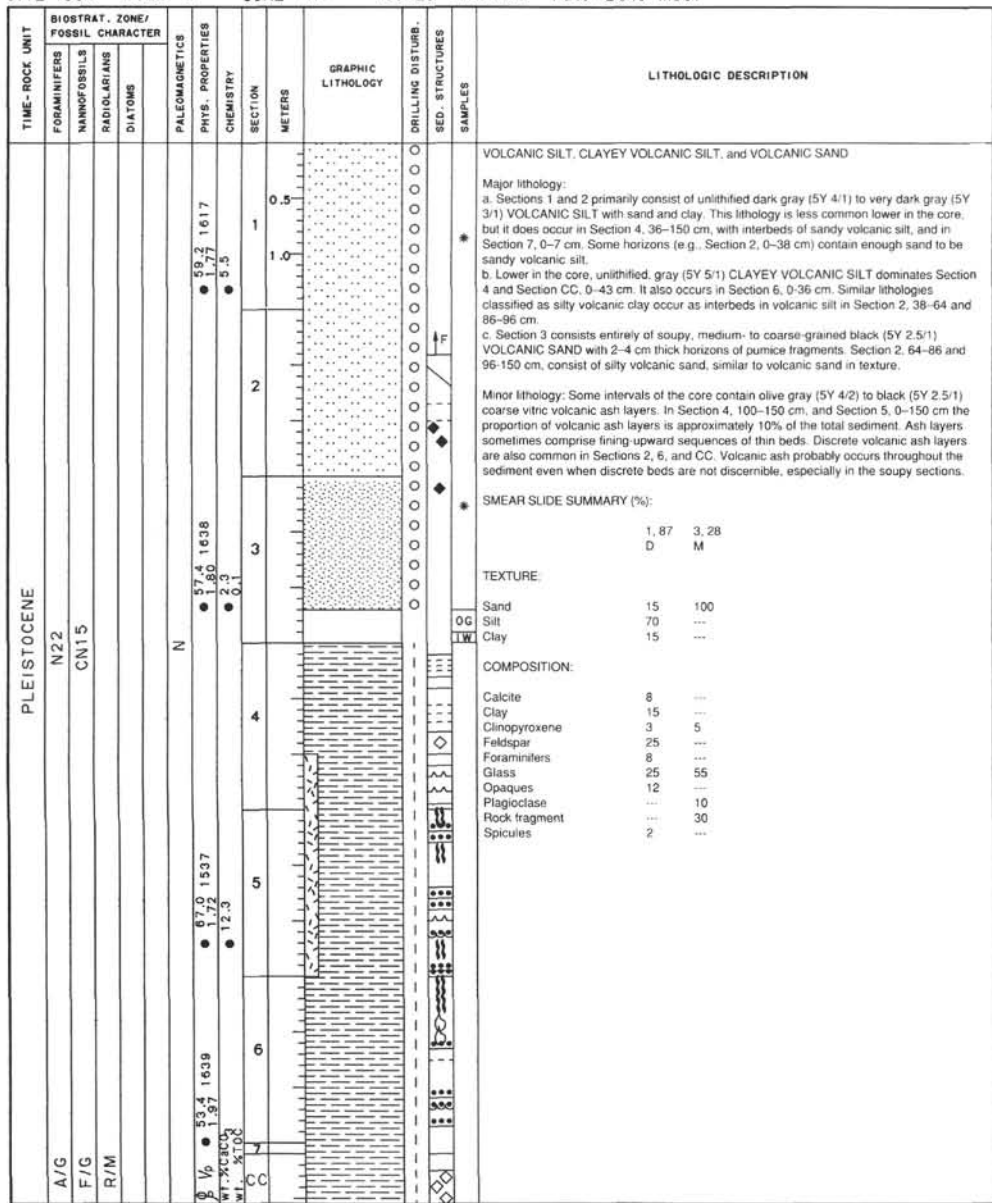 TIME-ROCK UNIT
BIOSTRAT. ZONE/
FOSSIL CHARACTER
FORAMINIFERS
NANNOFOSSILS
RADIOLARIANS
DIATOMS
PALEOMAGNETICS
PHYS. PROPERTIES
CHEMISTRY
SECTION
METERS
GRAPHIC
LITHOLOGY
DRILLING DISTURB.
SED. STRUCTURES
SAMPLES
LITHOLOGIC DESCRIPTION
PLEISTOCENE
N22
A/G
CN15
F/G
R/M
N
59.2 1617
1.77
57.4 1638
1.80
67.0 1537
1.72
53.4 1639
1.97
Vp
5.5
2.3
0.1
12.3
wt.%CaCO3
wt. %TOC
1
2
3
4
5
6
7
CC
0.5
1.0
F
*
*
OG
IW
VOLCANIC SILT, CLAYEY VOLCANIC SILT, and VOLCANIC SAND
Major lithology:
a. Sections 1 and 2 primarily consist of unlithified dark gray (5Y 4/1) to very dark gray (5Y
3/1) VOLCANIC SILT with sand and clay. This lithology is less common lower in the core,
but it does occur in Section 4, 36–150 cm, with interbeds of sandy volcanic silt, and in
Section 7, 0–7 cm. Some horizons (e.g., Section 2, 0–38 cm) contain enough sand to be
sandy volcanic silt.
b. Lower in the core, unlithified, gray (5Y 5/1) CLAYEY VOLCANIC SILT dominates Section
4 and Section CC, 0–43 cm. It also occurs in Section 6, 0-36 cm. Similar lithologies
classified as silty volcanic clay occur as interbeds in volcanic silt in Section 2, 38–64 and
86–96 cm.
c. Section 3 consists entirely of soupy, medium- to coarse-grained black (5Y 2.5/1)
VOLCANIC SAND with 2–4 cm thick horizons of pumice fragments. Section 2, 64–86 and
96-150 cm, consist of silty volcanic sand, similar to volcanic sand in texture.
Minor lithology: Some intervals of the core contain olive gray (5Y 4/2) to black (5Y 2.5/1)
coarse vitric volcanic ash layers. In Section 4, 100–150 cm, and Section 5, 0–150 cm the
proportion of volcanic ash layers is approximately 10% of the total sediment. Ash layers
sometimes comprise fining-upward sequences of thin beds. Discrete volcanic ash layers
are also common in Sections 2, 6, and CC. Volcanic ash probably occurs throughout the
sediment even when discrete beds are not discernible, especially in the soupy sections.
SMEAR SLIDE SUMMARY (%):
1, 87 3, 28
D M
TEXTURE:
Sand 15 100
Silt 70 ---
Clay 15 ---
COMPOSITION:
Calcite 8 ---
Clay 15 ---
Clinopyroxene 3 5
Feldspar 25 ---
Foraminifers 8 ---
Glass 25 55
Opaques 12 ---
Plagioclase --- 10
Rock fragment --- 30
Spicules 2 ---